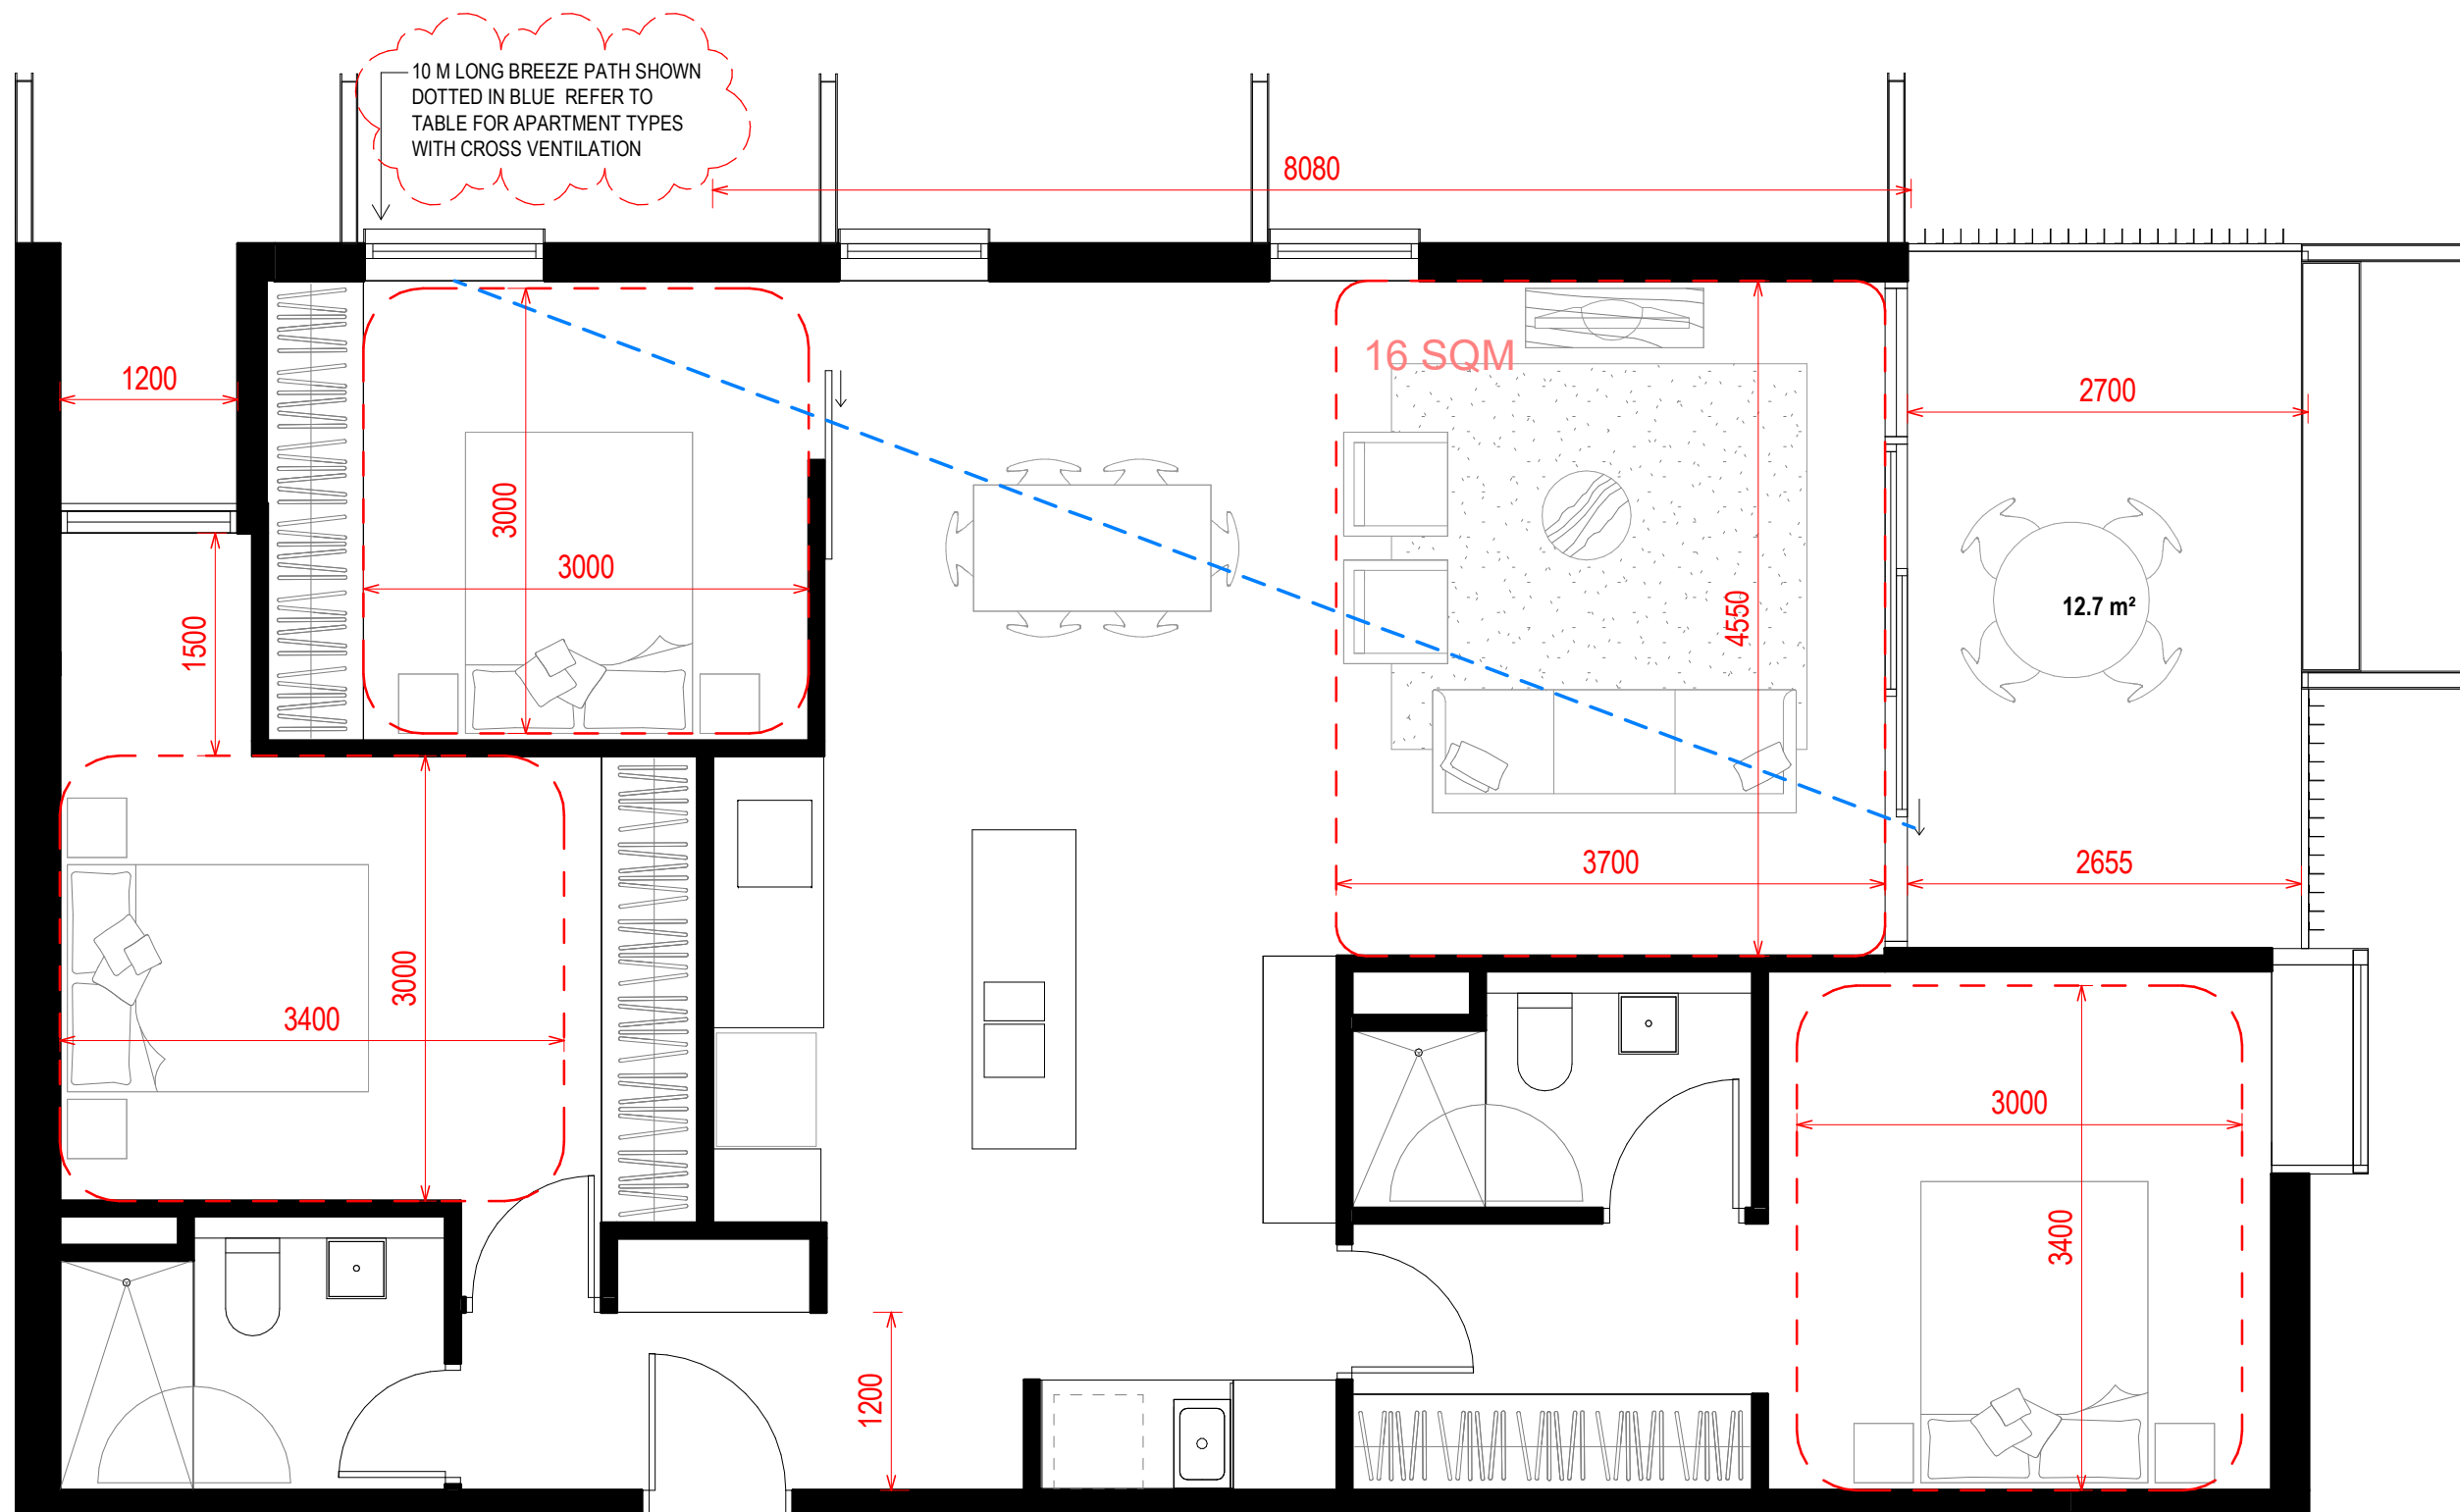 10 M LONG BREEZE PATH SHOWN
DOTTED IN BLUE  REFER TO
TABLE FOR APARTMENT TYPES
WITH CROSS VENTILATION
8080
16 SQM
1200
2700
3000
3000
1500
4550
12.7 m²
3700
2655
3000
3400
3000
3400
1200